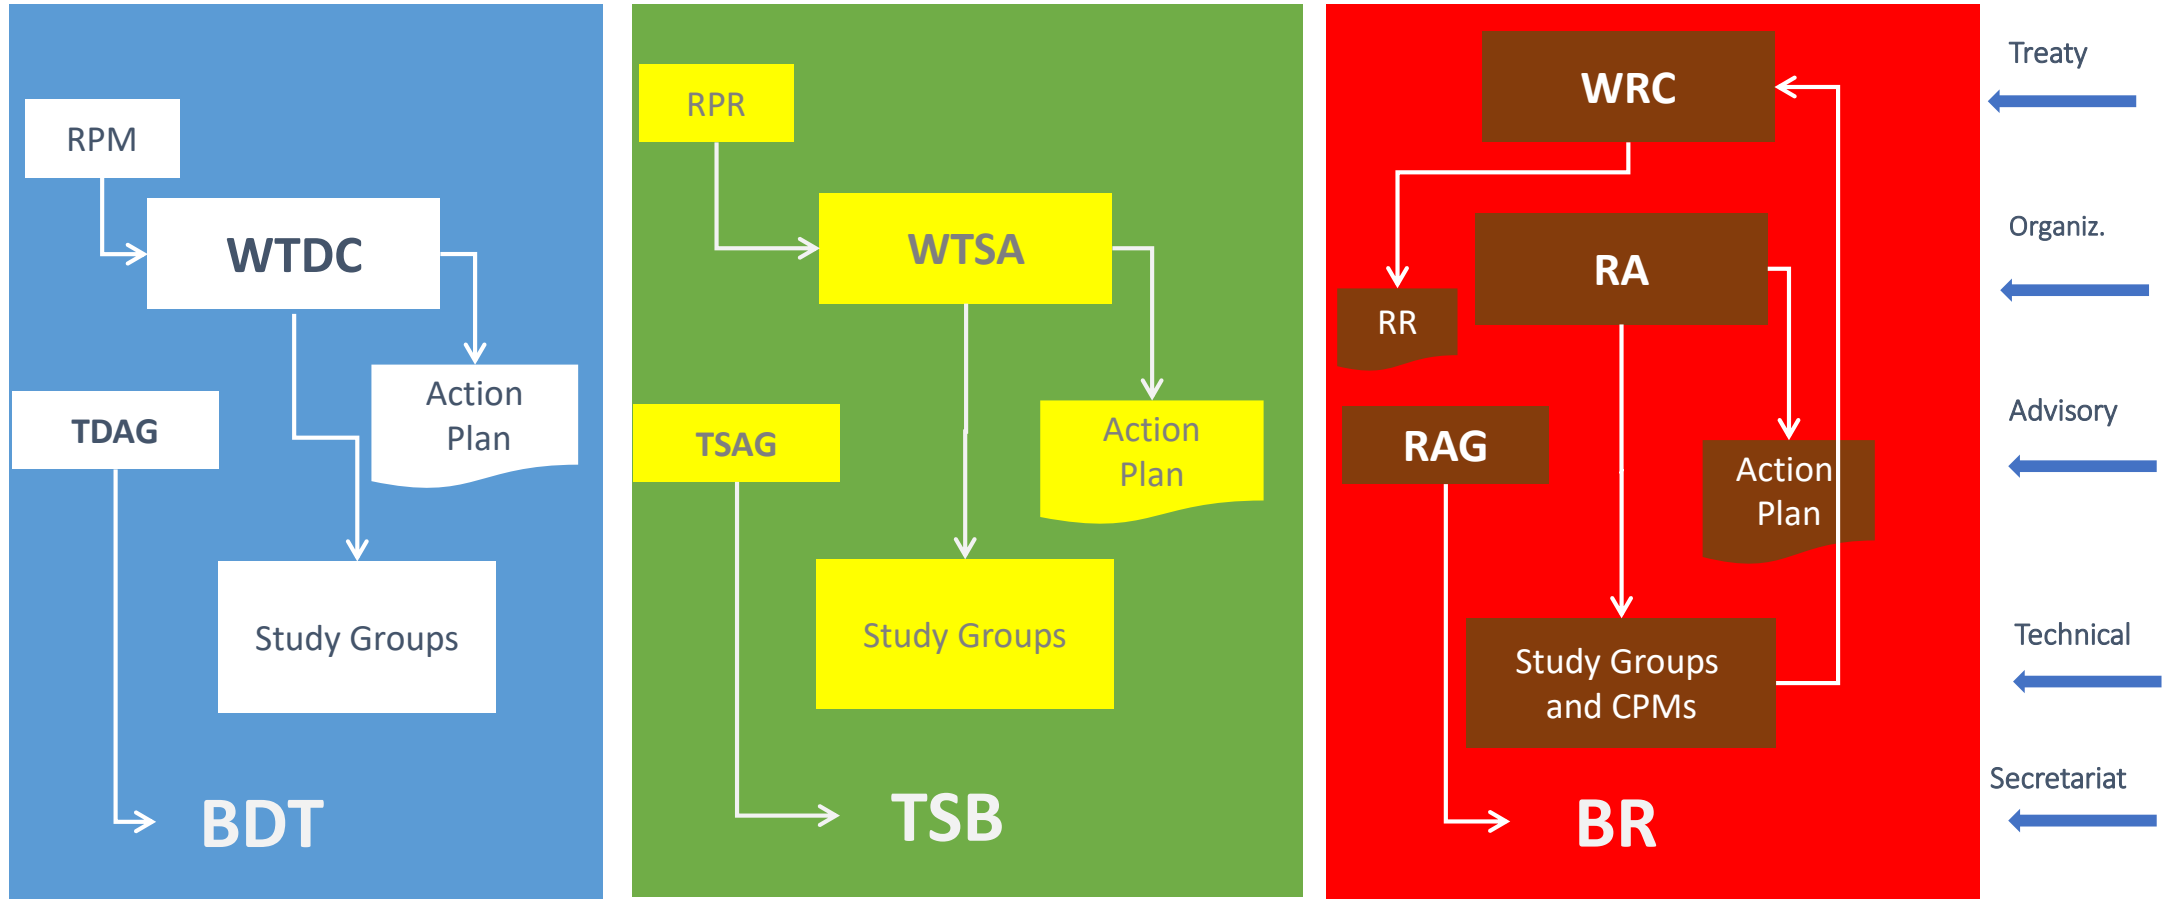 RPM
WTDC
Action
Plan
TDAG
Study Groups
BDT
RPR
WTSA
Action
Plan
TSAG
Study Groups
TSB
WRC
RA
RR
RAG
Action
Plan
Study Groups
and CPMs
BR
Treaty
Organiz.
Advisory
Technical
Secretariat